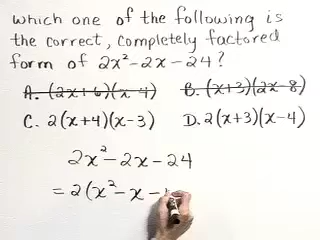 which one of the following is
the correct, completely factored
form of 2x²-2x-24?
A. (2x+6)(x-4) B. (x+3)(2x-8)
C. 2(x+4)(x-3) D. 2(x+3)(x-4)
2x²-2x-24
= 2(x²-x-